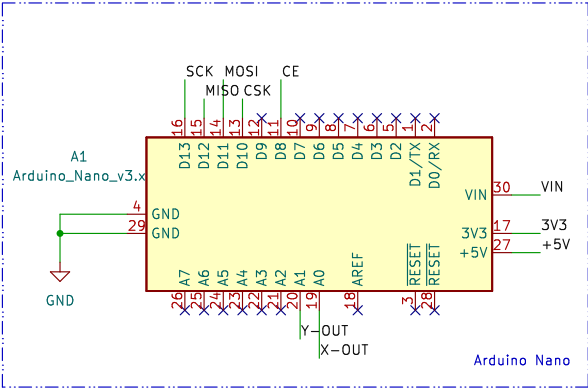 SCK MOSI CE
MISO CSK
16 15 14 13 12 11 10 9 8 7 6 5 1 2
D13 D12 D11 D10 D9 D8 D7 D6 D5 D4 D3 D2 D1/TX D0/RX
A1
Arduino_Nano_v3.x
4 GND
29 GND
GND
VIN 30 VIN
3V3 17 3V3
+5V 27 +5V
A7 A6 A5 A4 A3 A2 A1 A0 AREF RESET RESET
26 25 24 23 22 21 20 19 18 3 28
Y-OUT
X-OUT
Arduino Nano